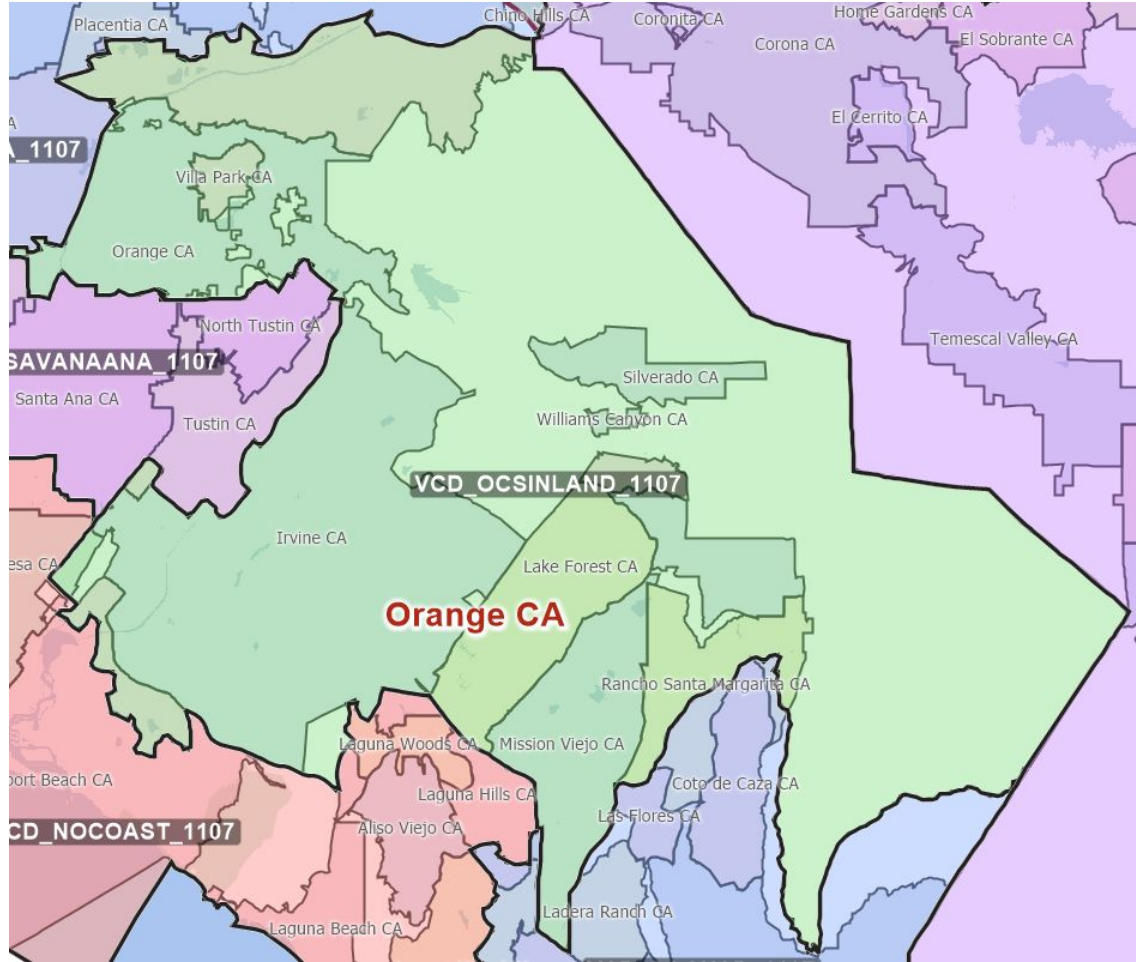 Placentia CA
Chino Hills CA
Coronita CA
Home Gardens CA
Corona CA
El Sobrante CA
El Cerrito CA
A
A_1107
Villa Park CA
Orange CA
North Tustin CA
SAVANAANA_1107
Santa Ana CA
Tustin CA
Temescal Valley CA
Silverado CA
Williams Canyon CA
VCD_OCSINLAND_1107
Irvine CA
Lake Forest CA
esa CA
Orange CA
Rancho Santa Margarita CA
Laguna Woods CA
Mission Viejo CA
port Beach CA
Laguna Hills CA
Coto de Caza CA
Las Flores CA
CD_NOCOAST_1107
Aliso Viejo CA
Laguna Beach CA
Ladera Ranch CA